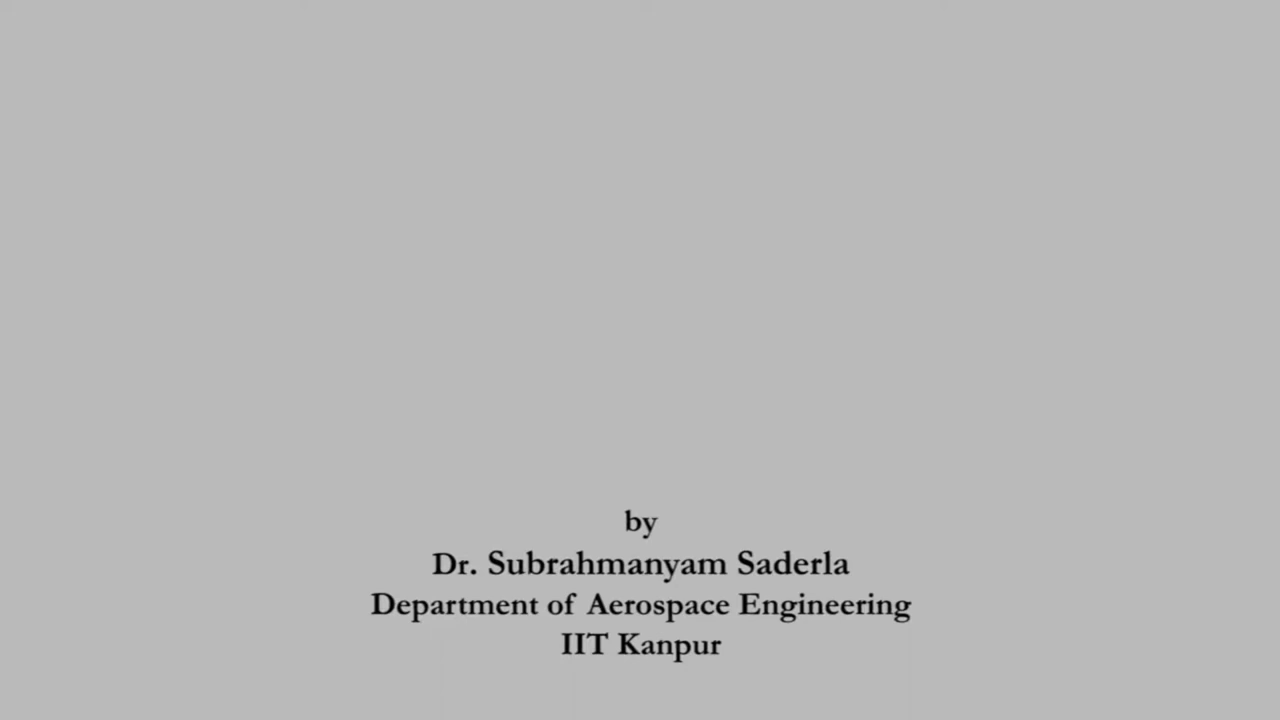 by
Dr. Subrahmanyam Saderla
Department of Aerospace Engineering
IIT Kanpur